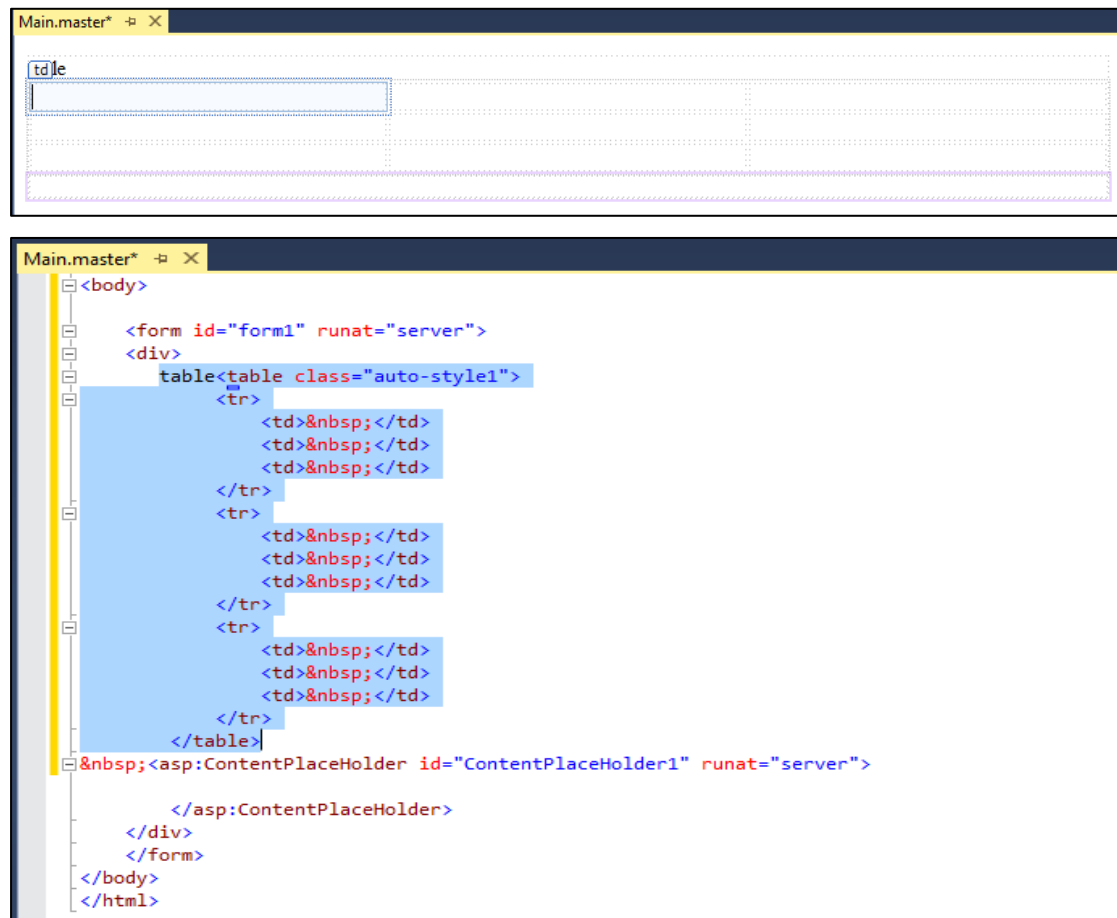 Main.master*
td le
Main.master*
<body>
<form id="form1" runat="server">
<div>
table<table class="auto-style1">
<tr>
<td>&nbsp;</td>
<td>&nbsp;</td>
<td>&nbsp;</td>
</tr>
<tr>
<td>&nbsp;</td>
<td>&nbsp;</td>
<td>&nbsp;</td>
</tr>
<tr>
<td>&nbsp;</td>
<td>&nbsp;</td>
<td>&nbsp;</td>
</tr>
</table>
&nbsp;<asp:ContentPlaceHolder id="ContentPlaceHolder1" runat="server">
</asp:ContentPlaceHolder>
</div>
</form>
</body>
</html>